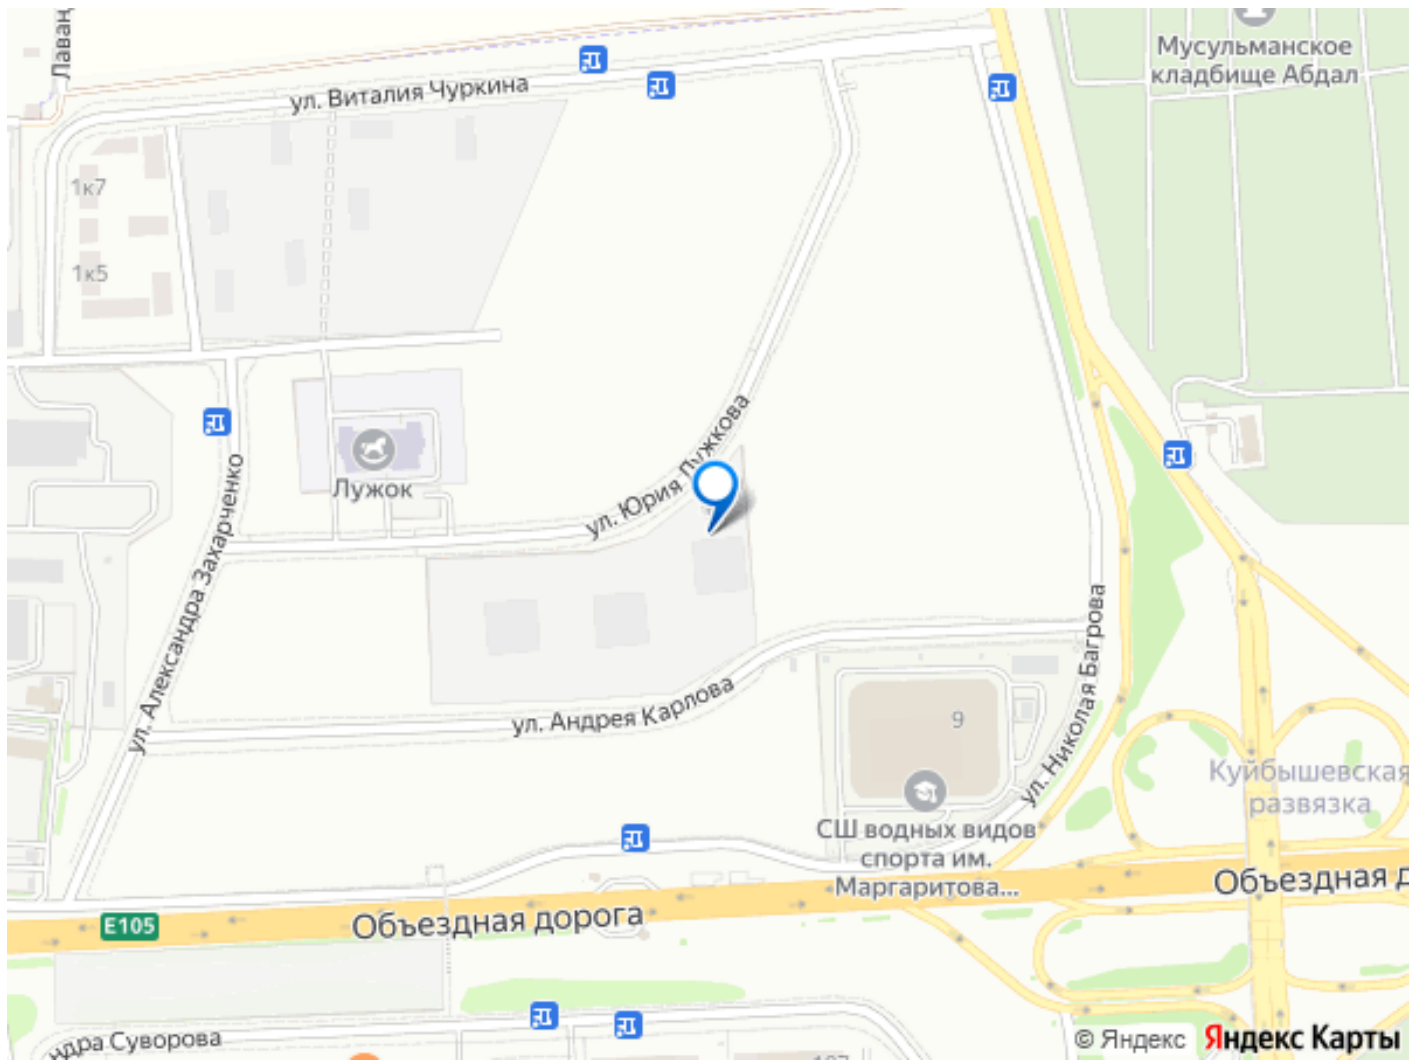 Лаван
Мусульманское
кладбище Абдал
ул. Виталия Чуркина
1к7
1к5
ул. Юрия Лужкова
Лужок
ул. Александра Захарченко
ул. Николая Багрова
ул. Андрея Карлова
9
Куйбышевская
развязка
СШ водных видов
спорта им.
Маргаритова...
Объездная д
E105
Объездная дорога
ндра Суворова
107
© Яндекс Яндекс Карты